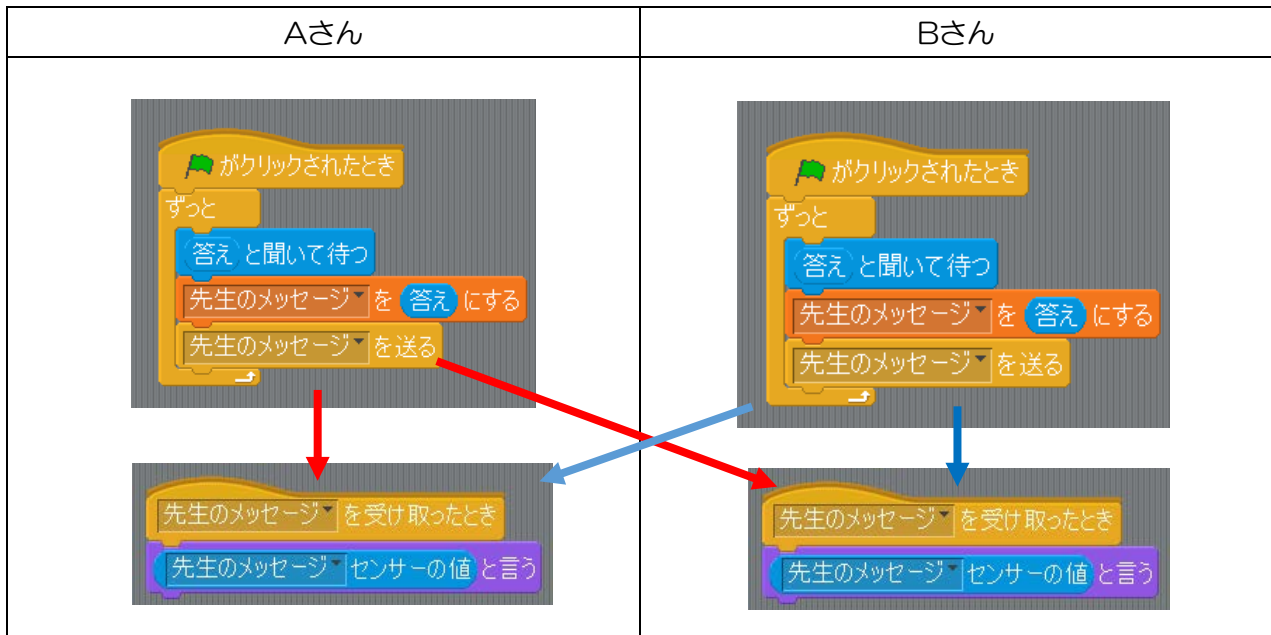 Aさん
Bさん
がクリックされたとき
ずっと
答え と聞いて待つ
先生のメッセージ を 答え にする
先生のメッセージ を送る
がクリックされたとき
ずっと
答え と聞いて待つ
先生のメッセージ を 答え にする
先生のメッセージ を送る
先生のメッセージ を受け取ったとき
先生のメッセージ センサーの値 と言う
先生のメッセージ を受け取ったとき
先生のメッセージ センサーの値 と言う